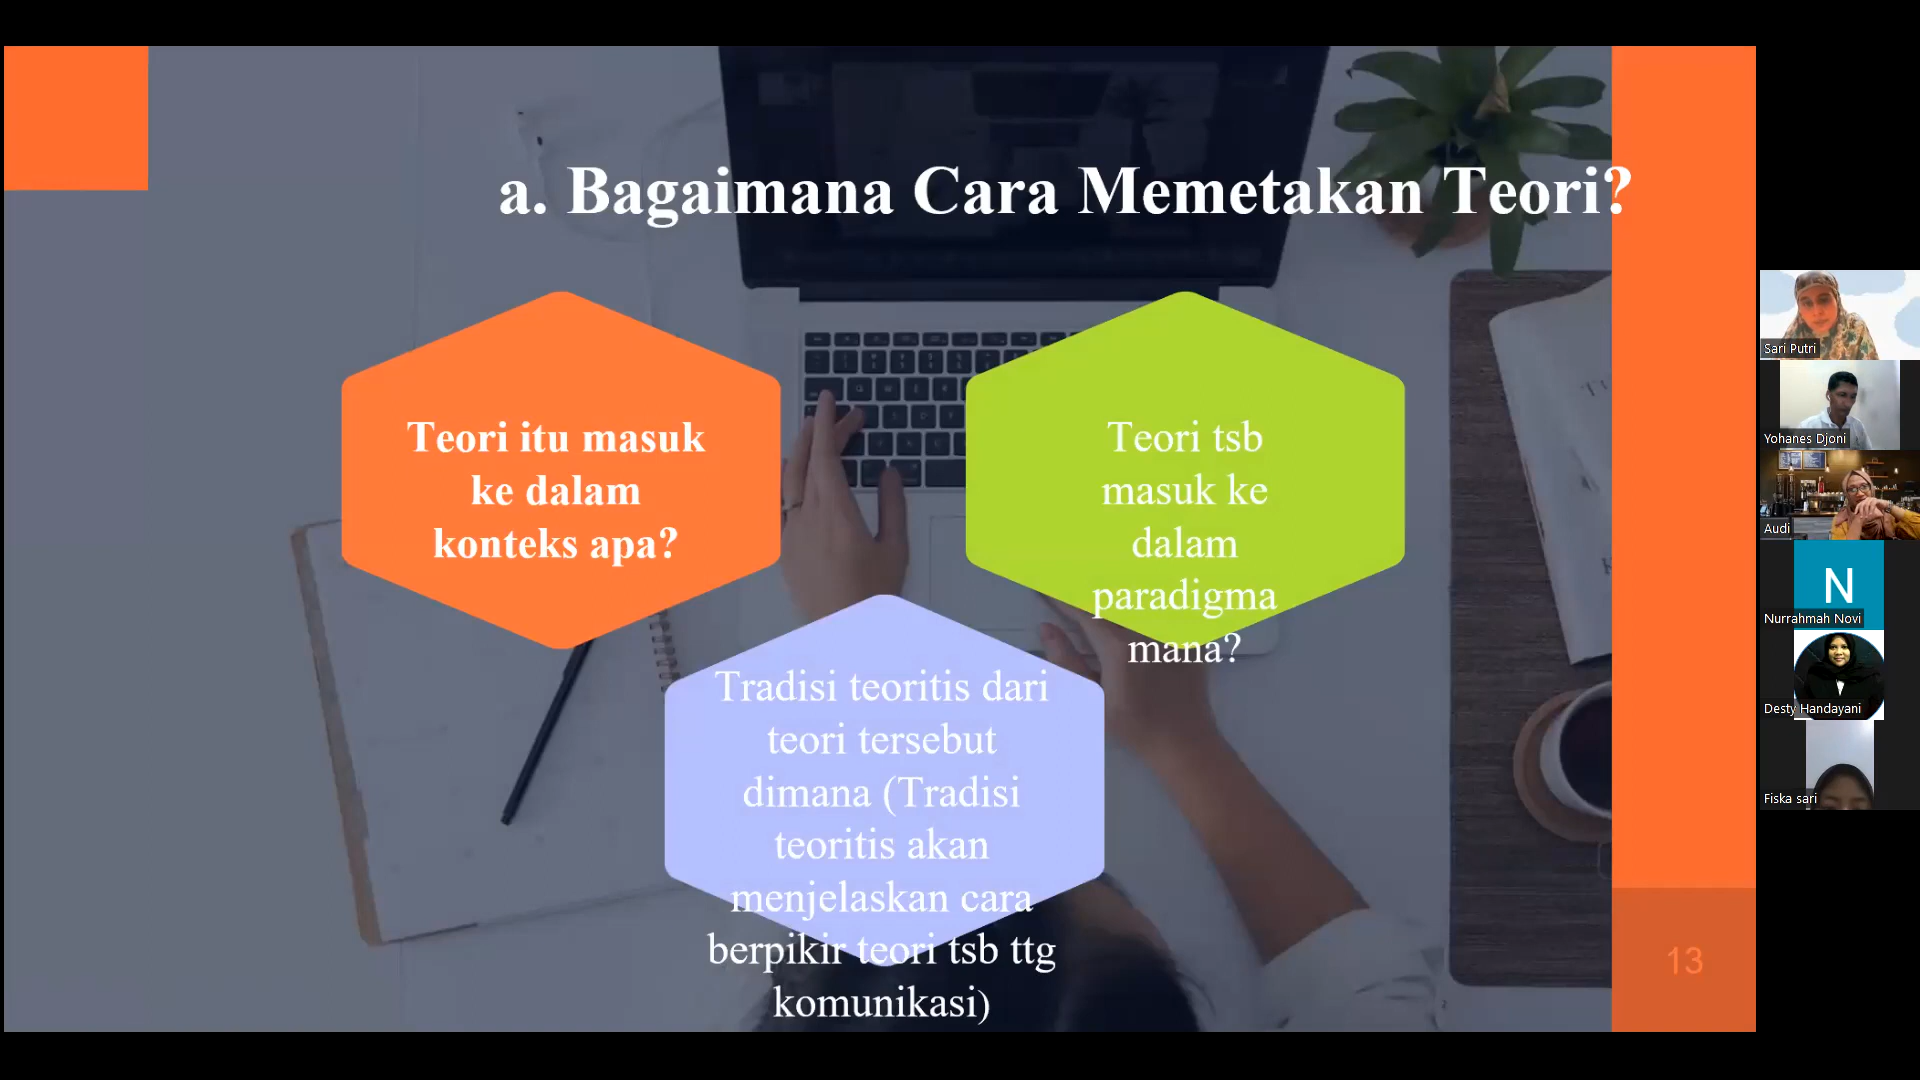 a. Bagaimana Cara Memetakan Teori?
Teori itu masuk
ke dalam
konteks apa?
Teori tsb
masuk ke
dalam
paradigma
mana?
Tradisi teoritis dari
teori tersebut
dimana (Tradisi
teoritis akan
menjelaskan cara
berpikir teori tsb ttg
komunikasi)
13
Sari Putri
Yohanes Djoni
Audi
N
Nurrahmah Novi
Desty Handayani
Fiska sari